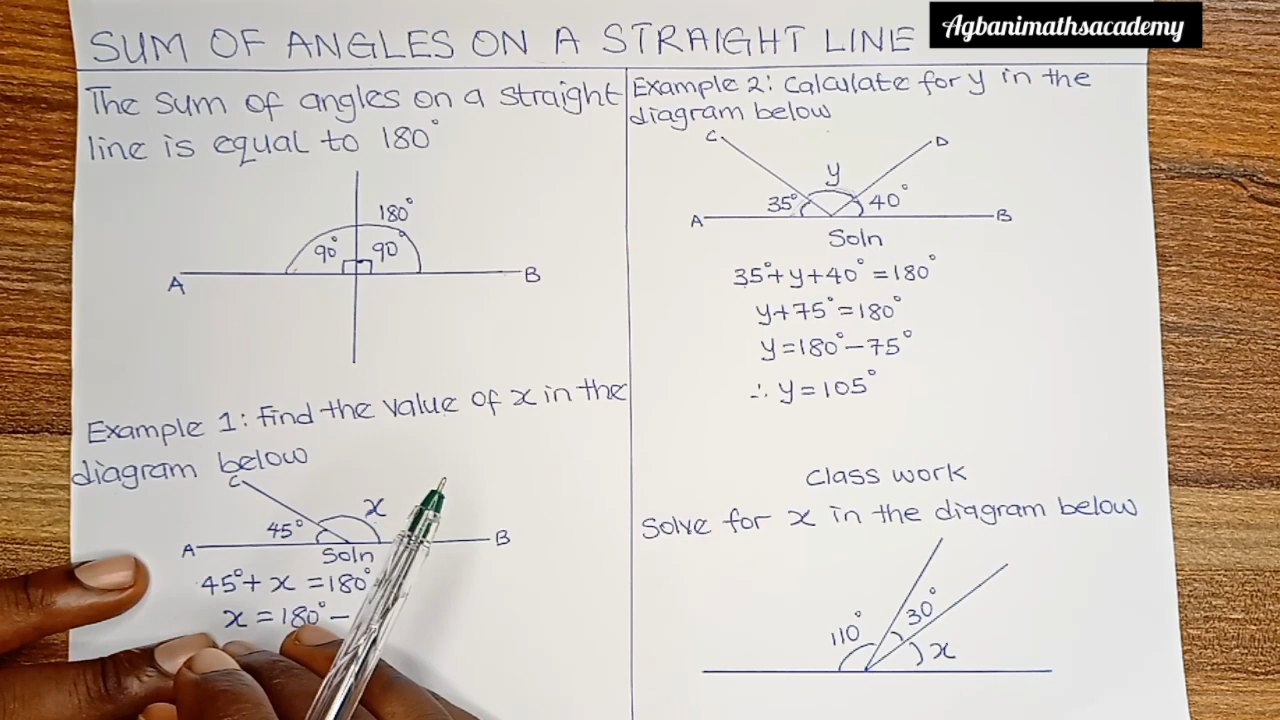 SUM OF ANGLES ON A STRAIGHT LINE
Agbanimathsacademy
The sum of angles on a straight
line is equal to 180°
180°
90° 90°
A B
Example 1: Find the value of x in the
diagram below
C
x
45°
A B
Soln
45° + x = 180°
x = 180° −
Example 2: Calculate for y in the
diagram below
C D
y
35° 40°
A B
Soln
35° + y + 40° = 180°
y + 75° = 180°
y = 180° − 75°
∴ y = 105°
Class work
Solve for x in the diagram below
110° 30°
x